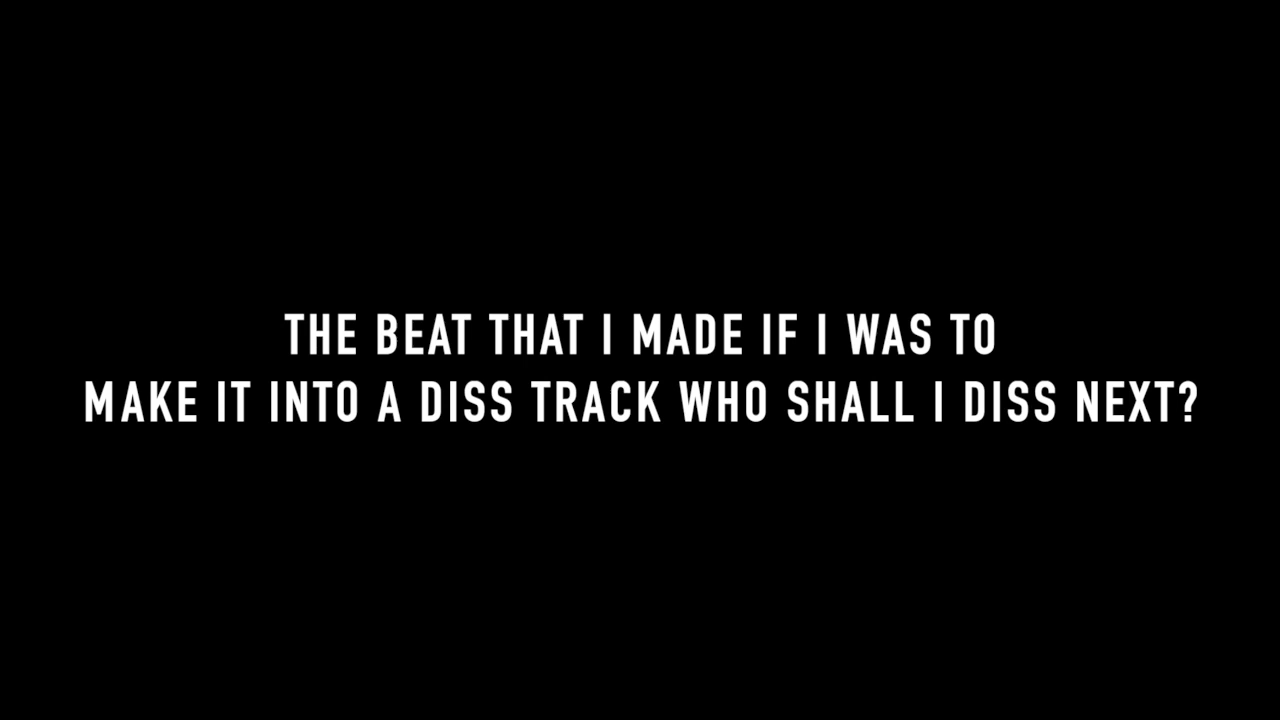 THE BEAT THAT I MADE IF I WAS TO
MAKE IT INTO A DISS TRACK WHO SHALL I DISS NEXT?